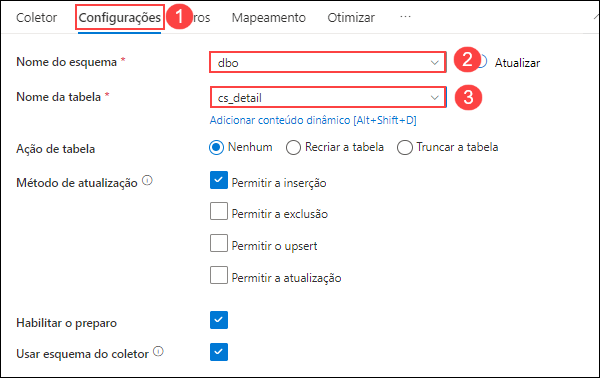 Coletor Configurações 1 ros Mapeamento Otimizar ...
Nome do esquema * dbo 2 Atualizar
Nome da tabela * cs_detail 3
Adicionar conteúdo dinâmico [Alt+Shift+D]
Ação de tabela Nenhum Recriar a tabela Truncar a tabela
Método de atualização Permitir a inserção
Permitir a exclusão
Permitir o upsert
Permitir a atualização
Habilitar o preparo
Usar esquema do coletor